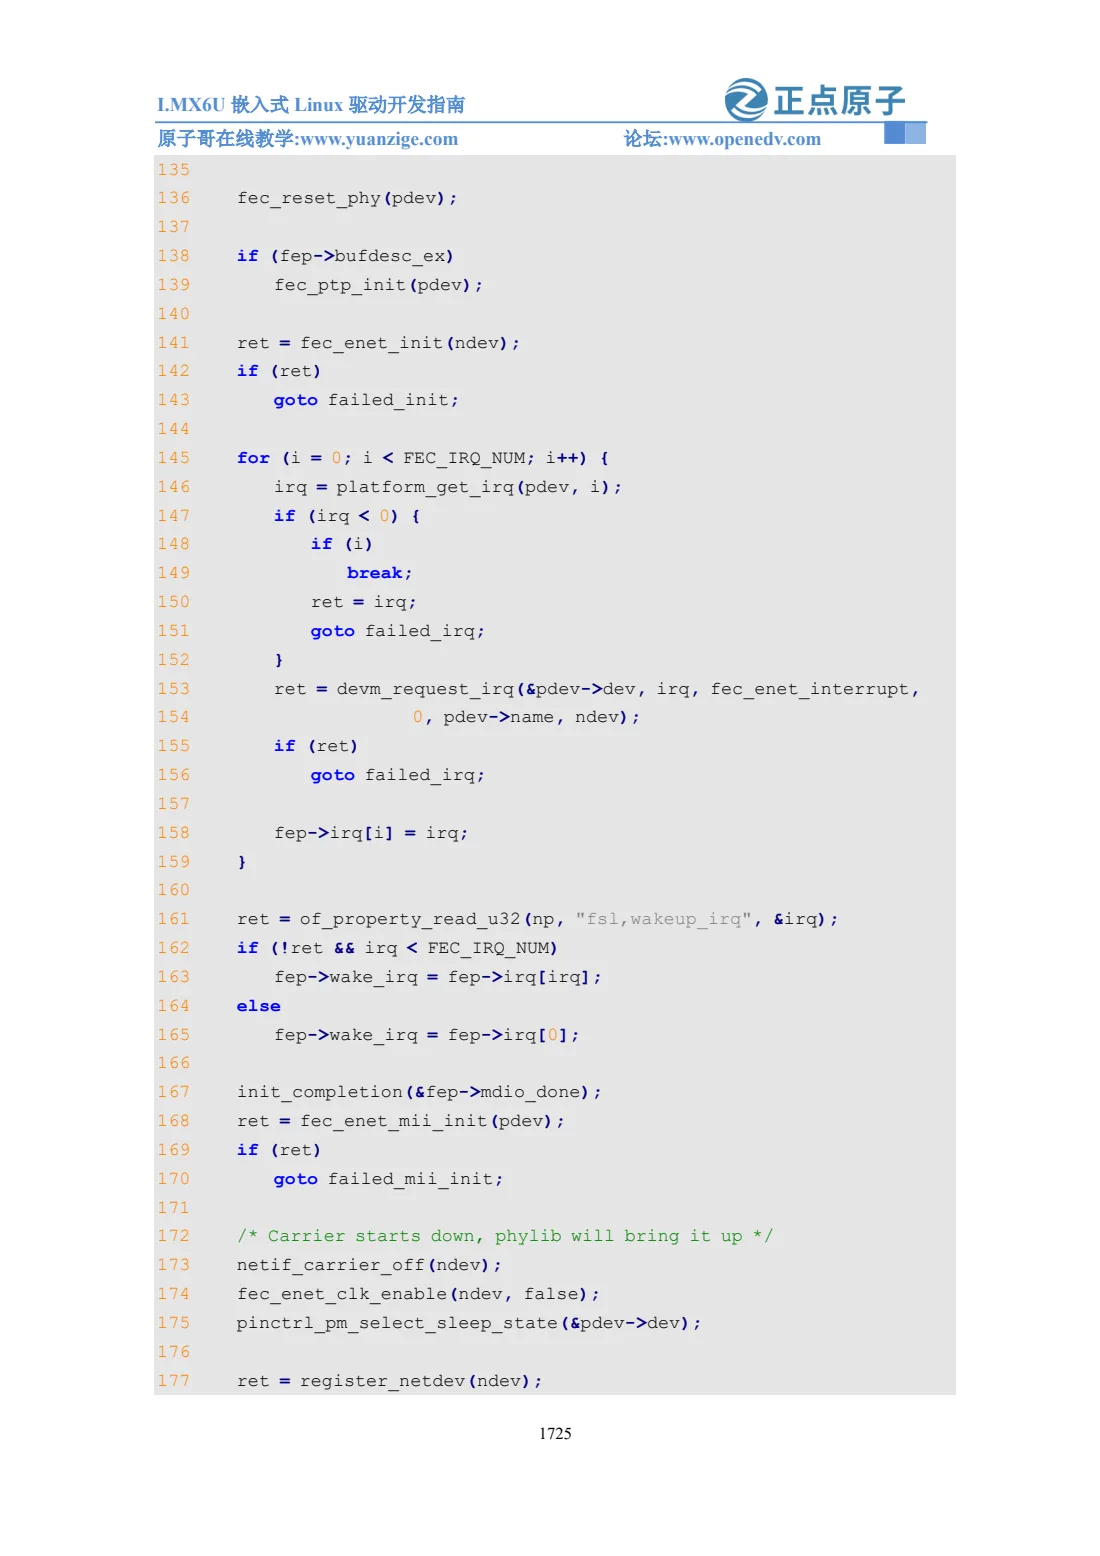 I.MX6U 嵌入式 Linux 驱动开发指南
正点原子
原子哥在线教学:www.yuanzige.com 论坛:www.openedv.com
135
136 fec_reset_phy(pdev);
137
138 if (fep->bufdesc_ex)
139 fec_ptp_init(pdev);
140
141 ret = fec_enet_init(ndev);
142 if (ret)
143 goto failed_init;
144
145 for (i = 0; i < FEC_IRQ_NUM; i++) {
146 irq = platform_get_irq(pdev, i);
147 if (irq < 0) {
148 if (i)
149 break;
150 ret = irq;
151 goto failed_irq;
152 }
153 ret = devm_request_irq(&pdev->dev, irq, fec_enet_interrupt,
154 0, pdev->name, ndev);
155 if (ret)
156 goto failed_irq;
157
158 fep->irq[i] = irq;
159 }
160
161 ret = of_property_read_u32(np, "fsl,wakeup_irq", &irq);
162 if (!ret && irq < FEC_IRQ_NUM)
163 fep->wake_irq = fep->irq[irq];
164 else
165 fep->wake_irq = fep->irq[0];
166
167 init_completion(&fep->mdio_done);
168 ret = fec_enet_mii_init(pdev);
169 if (ret)
170 goto failed_mii_init;
171
172 /* Carrier starts down, phylib will bring it up */
173 netif_carrier_off(ndev);
174 fec_enet_clk_enable(ndev, false);
175 pinctrl_pm_select_sleep_state(&pdev->dev);
176
177 ret = register_netdev(ndev);
1725